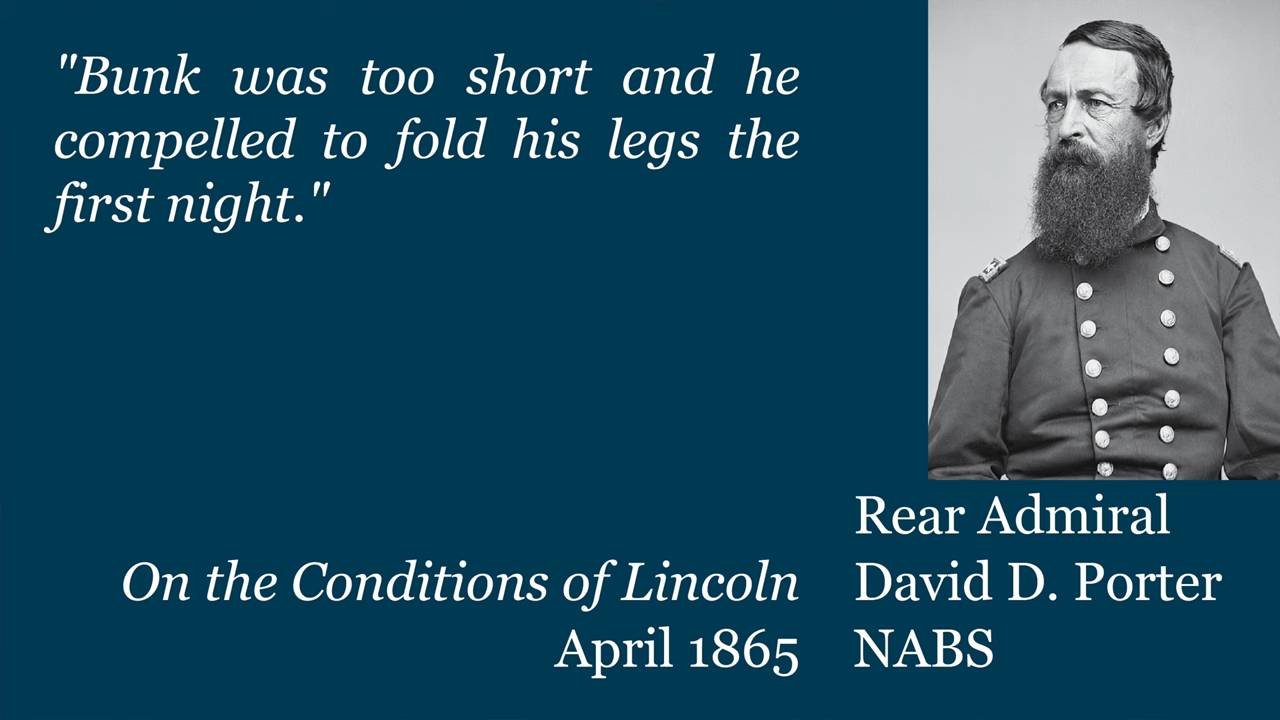 "Bunk was too short and he
compelled to fold his legs the
first night."
On the Conditions of Lincoln
April 1865
Rear Admiral
David D. Porter
NABS